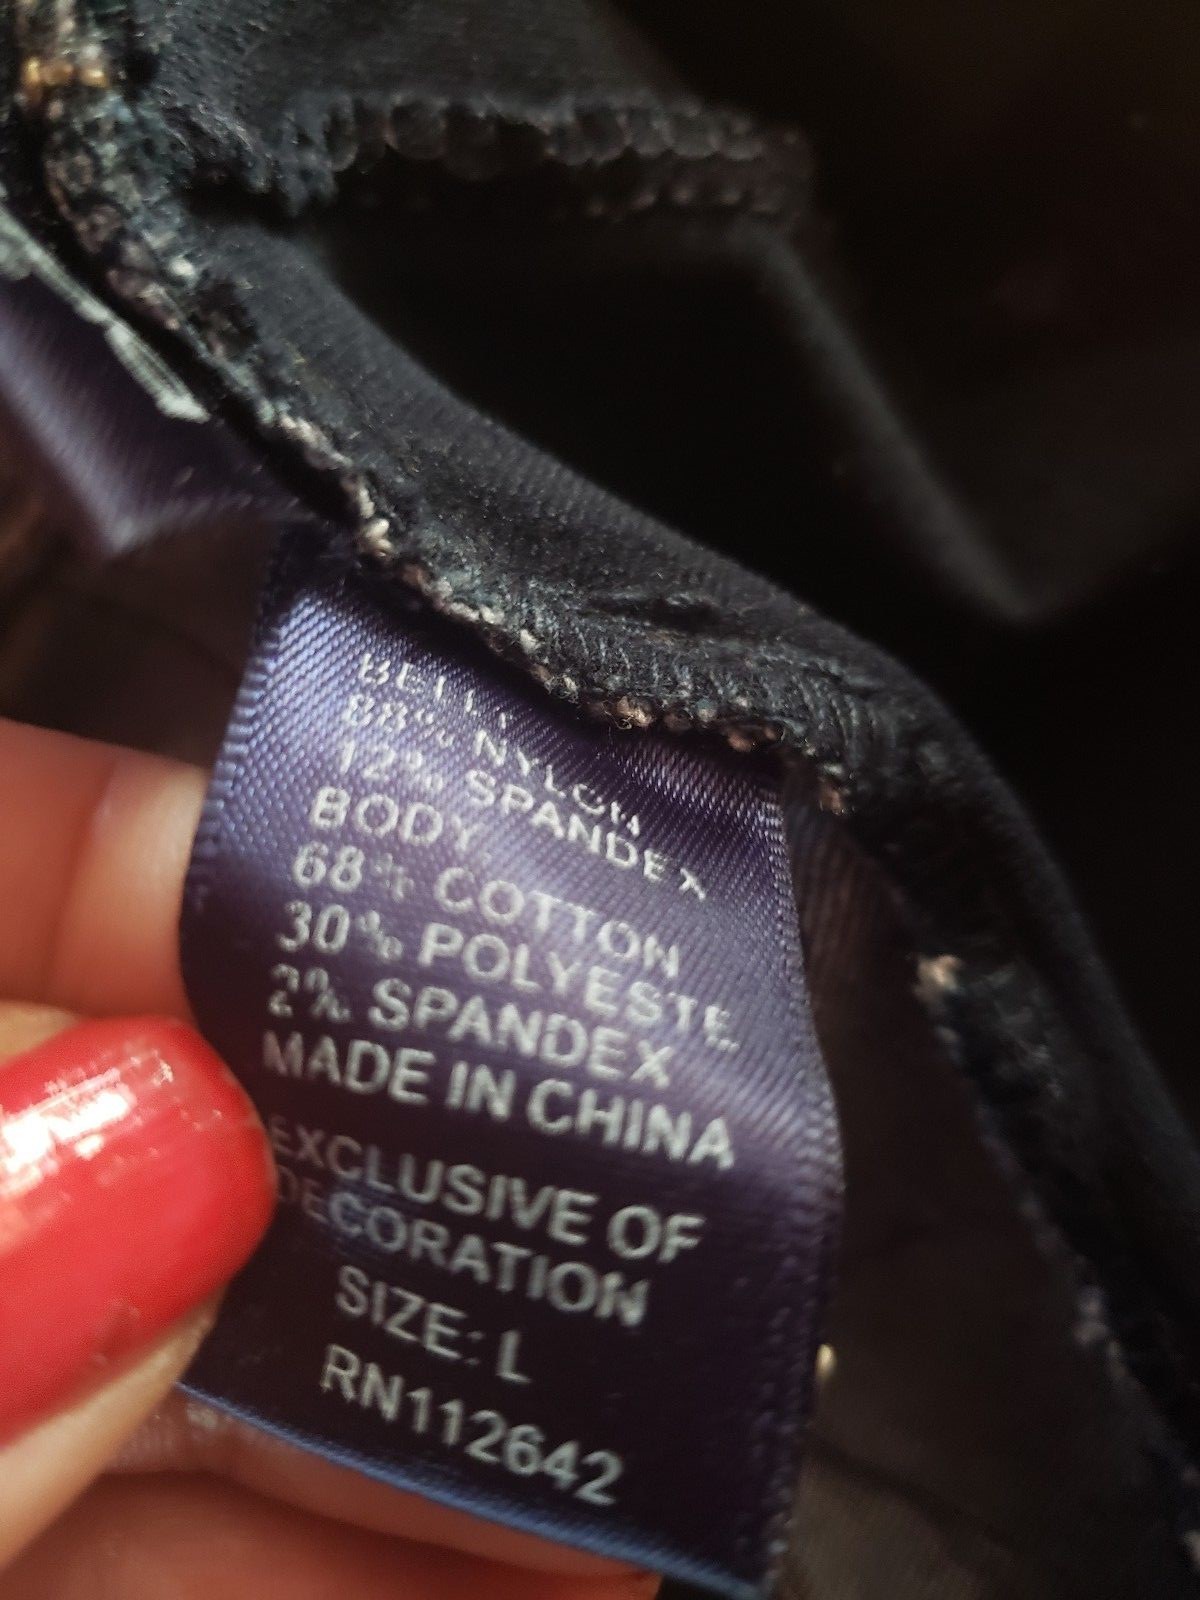 BELLY
88% NYLON
12% SPANDEX
BODY:
68% COTTON
30% POLYESTE
2% SPANDEX
MADE IN CHINA
EXCLUSIVE OF
DECORATION
SIZE: L
RN112642